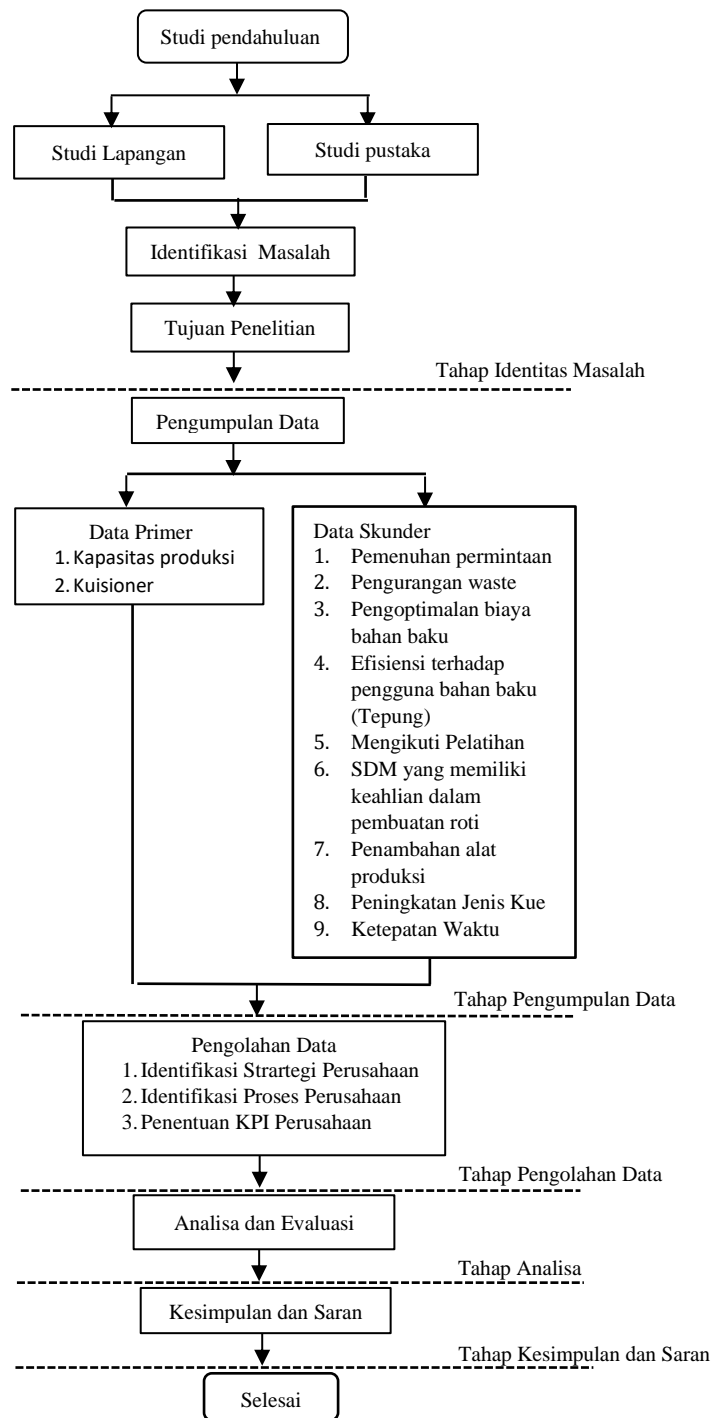 Studi pendahuluan
Studi Lapangan
Studi pustaka
Identifikasi Masalah
Tujuan Penelitian
Tahap Identitas Masalah
Pengumpulan Data
Data Primer
1. Kapasitas produksi
2. Kuisioner
Data Skunder
1. Pemenuhan permintaan
2. Pengurangan waste
3. Pengoptimalan biaya
bahan baku
4. Efisiensi terhadap
pengguna bahan baku
(Tepung)
5. Mengikuti Pelatihan
6. SDM yang memiliki
keahlian dalam
pembuatan roti
7. Penambahan alat
produksi
8. Peningkatan Jenis Kue
9. Ketepatan Waktu
Tahap Pengumpulan Data
Pengolahan Data
1. Identifikasi Strartegi Perusahaan
2. Identifikasi Proses Perusahaan
3. Penentuan KPI Perusahaan
Tahap Pengolahan Data
Analisa dan Evaluasi
Tahap Analisa
Kesimpulan dan Saran
Tahap Kesimpulan dan Saran
Selesai